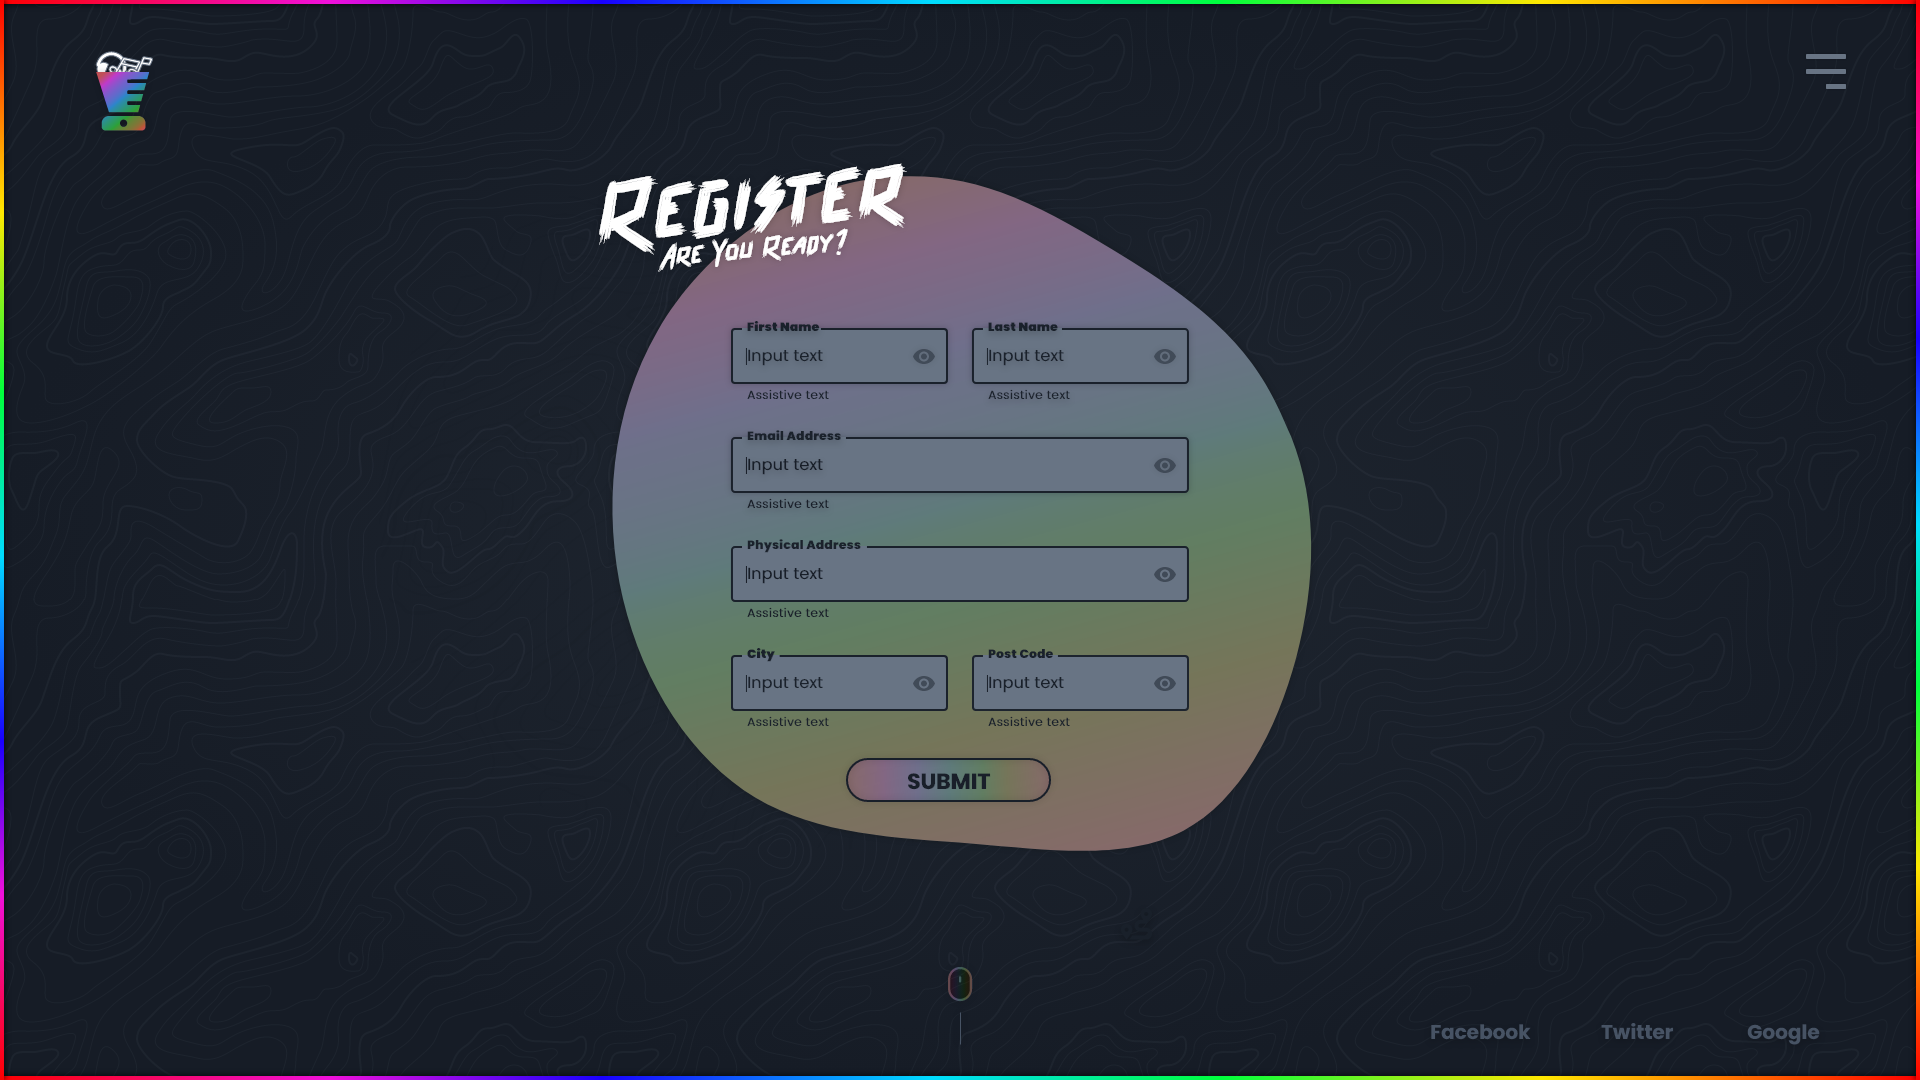 REGISTER
ARE YOU READY?
First Name
Last Name
Input text
Input text
Assistive text
Assistive text
Email Address
Input text
Assistive text
Physical Address
Input text
Assistive text
City
Post Code
Input text
Input text
Assistive text
Assistive text
SUBMIT
Facebook
Twitter
Google